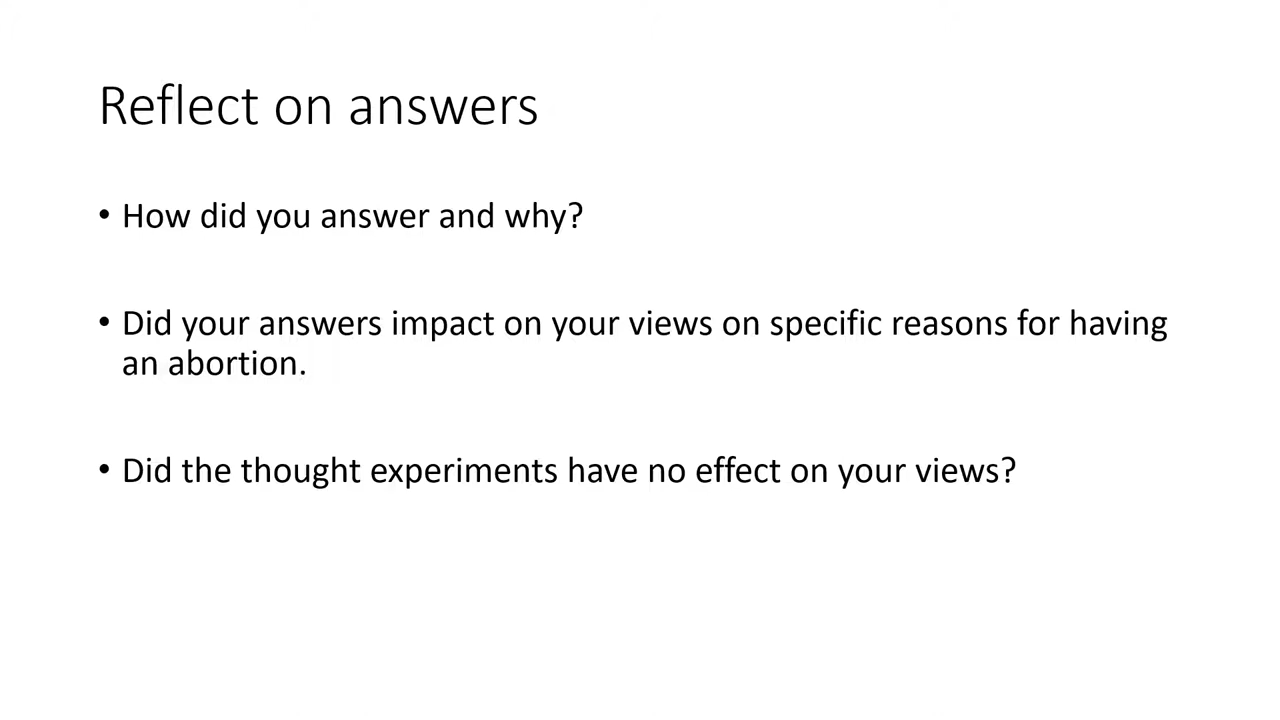 Reflect on answers
• How did you answer and why?
• Did your answers impact on your views on specific reasons for having
an abortion.
• Did the thought experiments have no effect on your views?